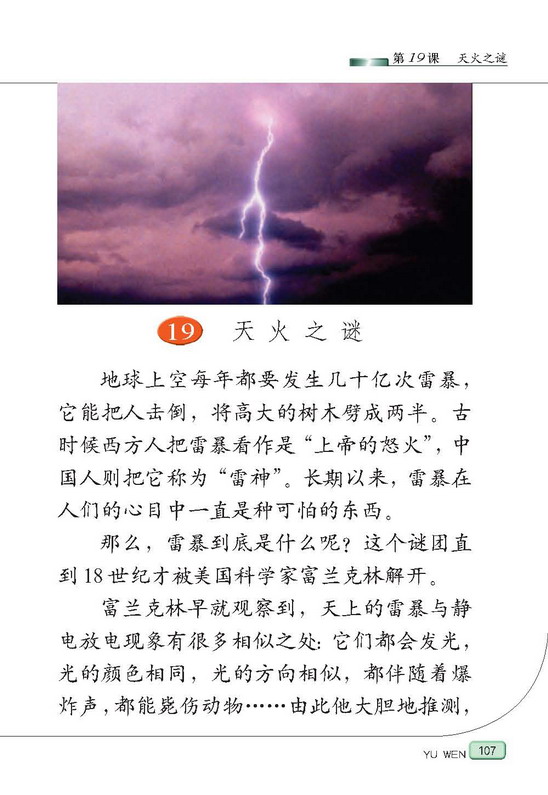 第19课 天火之谜
19 天火之谜
地球上空每年都要发生几十亿次雷暴，
它能把人击倒，将高大的树木劈成两半。古
时候西方人把雷暴看作是“上帝的怒火”，中
国人则把它称为“雷神”。长期以来，雷暴在
人们的心目中一直是种可怕的东西。
那么，雷暴到底是什么呢？这个谜团直
到18世纪才被美国科学家富兰克林解开。
富兰克林早就观察到，天上的雷暴与静
电放电现象有很多相似之处：它们都会发光，
光的颜色相同，光的方向相似，都伴随着爆
炸声，都能毙伤动物……由此他大胆地推测，
YU WEN 107